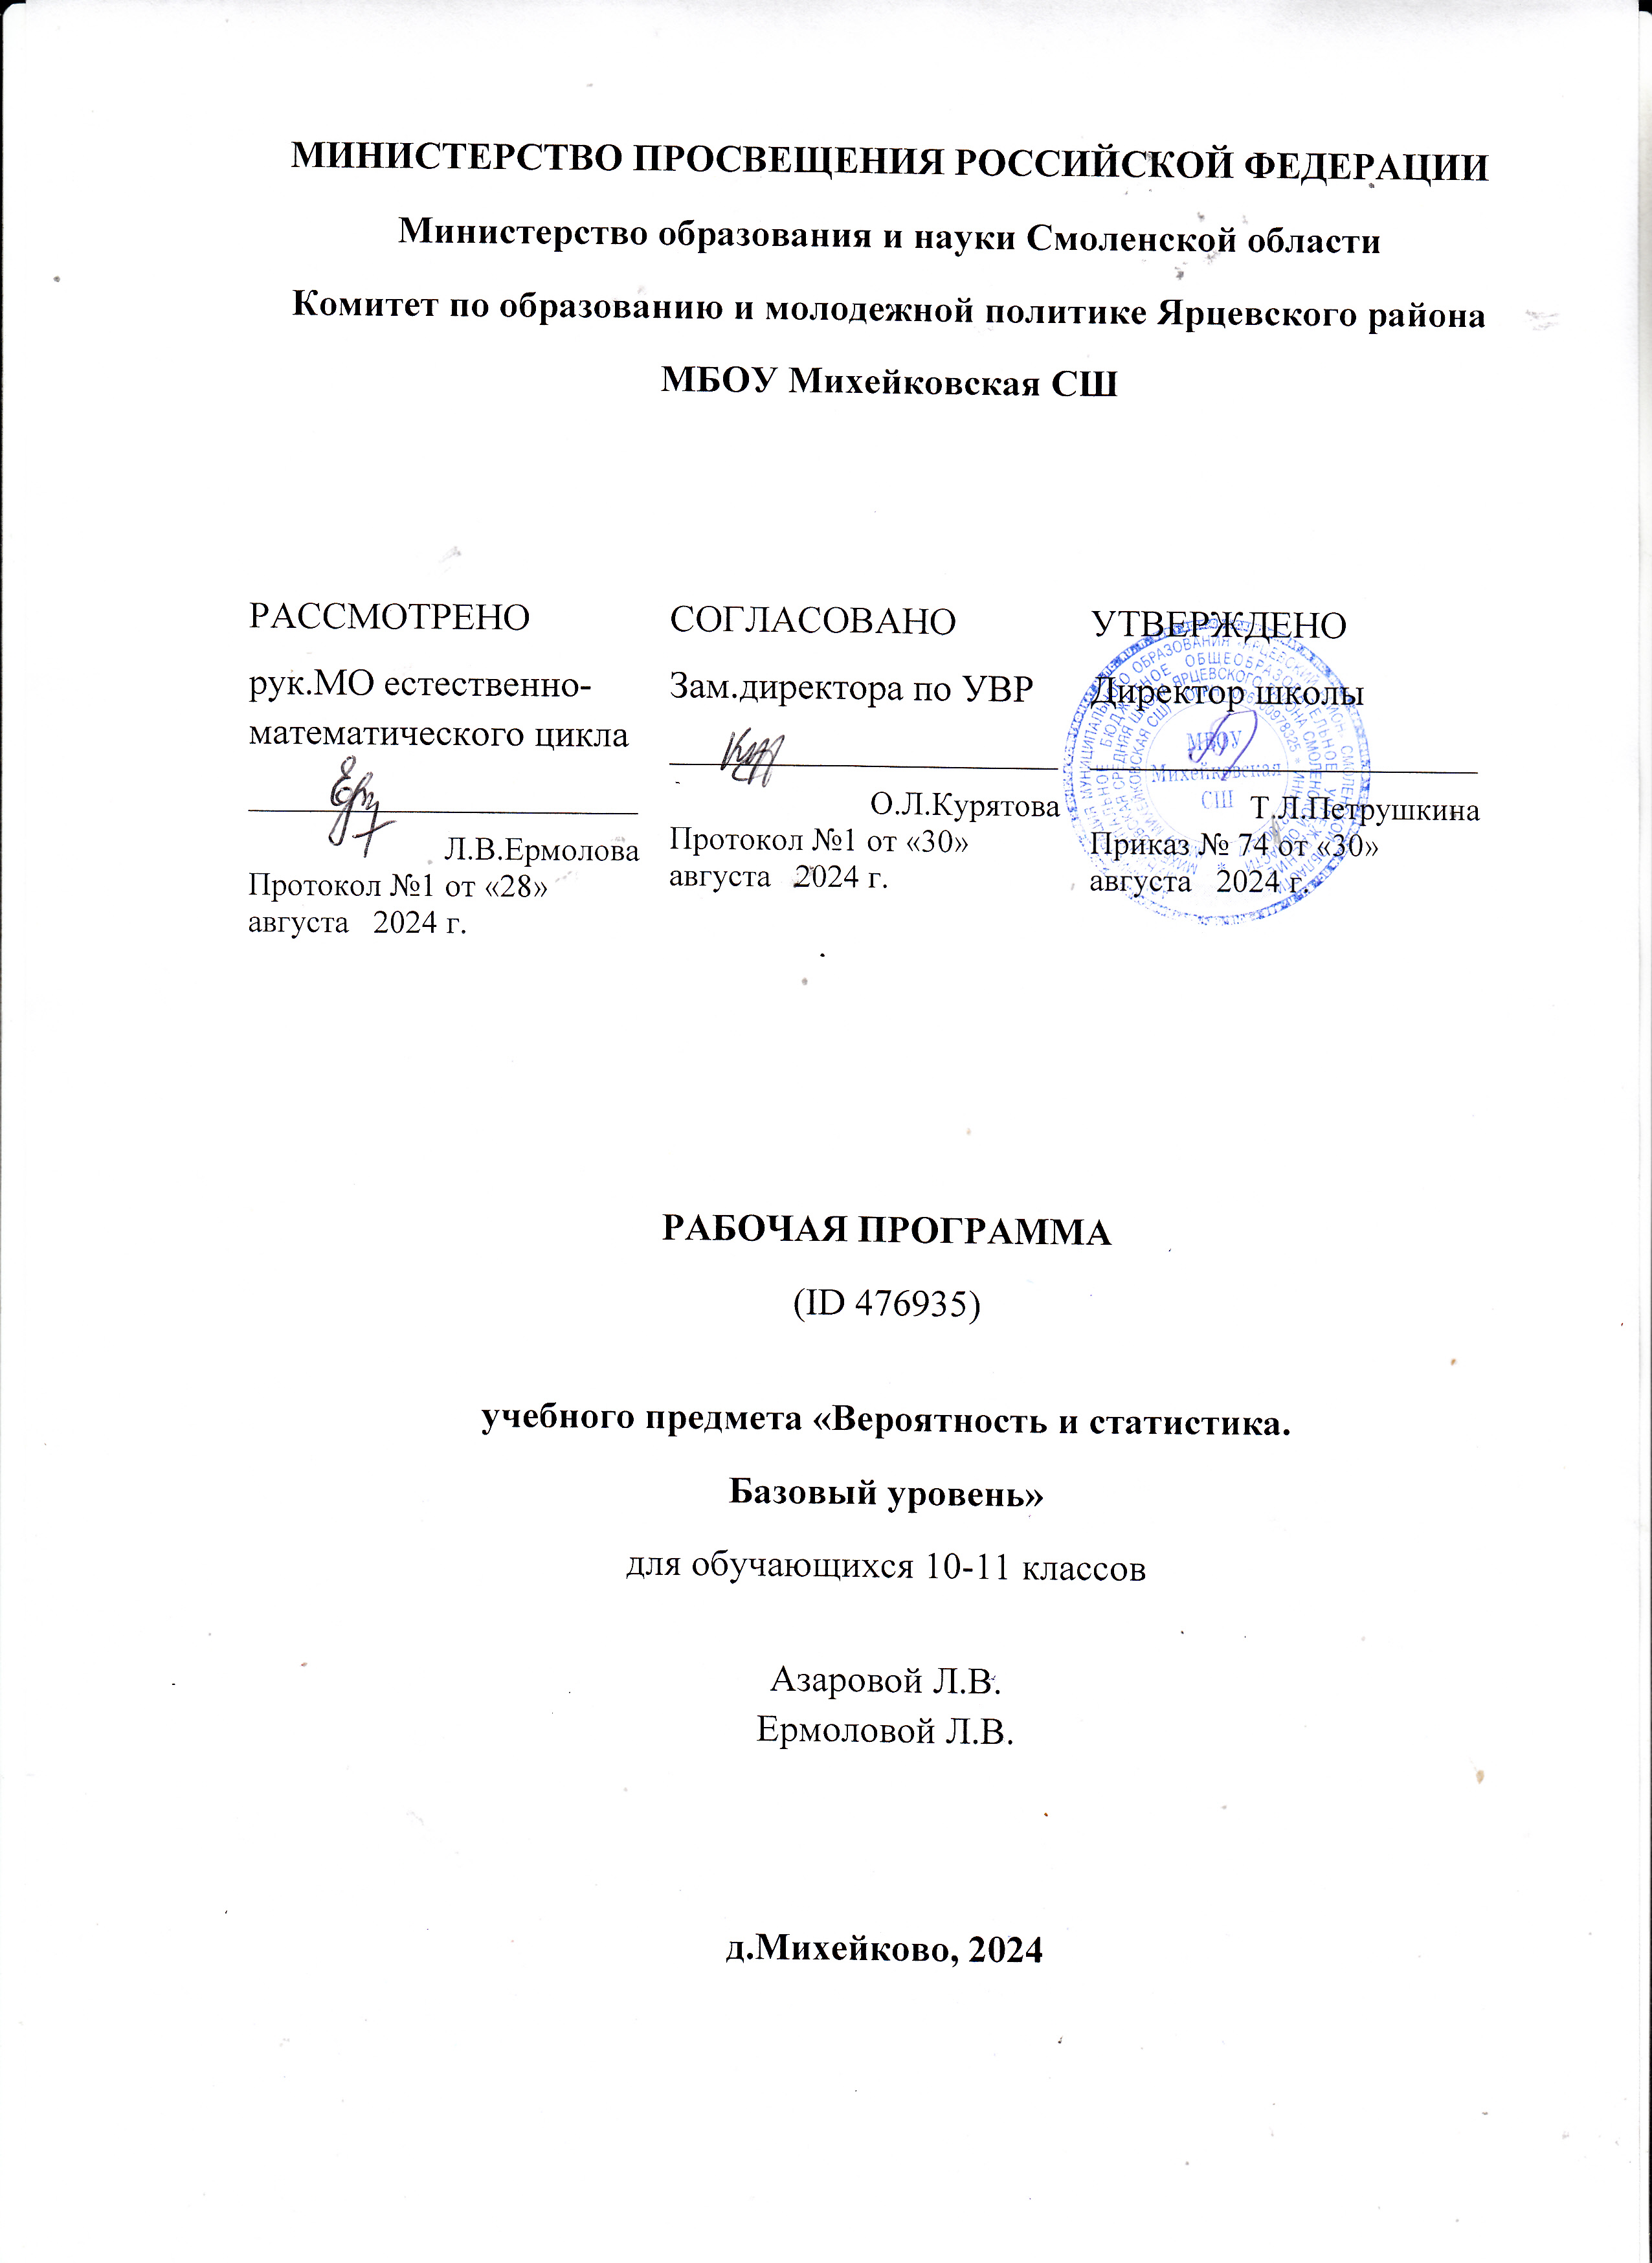 МИНИСТЕРСТВО ПРОСВЕЩЕНИЯ РОССИЙСКОЙ ФЕДЕРАЦИИ
Министерство образования и науки Смоленской области
Комитет по образованию и молодежной политике Ярцевского района
МБОУ Михейковская СШ
РАССМОТРЕНО
рук.МО естественно-
математического цикла
Л.В.Ермолова
Протокол №1 от «28»
августа 2024 г.
СОГЛАСОВАНО
Зам.директора по УВР
О.Л.Курятова
Протокол №1 от «30»
августа 2024 г.
УТВЕРЖДЕНО
Директор школы
МБОУ
Михейковская
СШ
Т.Л.Петрушкина
Приказ № 74 от «30»
августа 2024 г.
РАБОЧАЯ ПРОГРАММА
(ID 476935)
учебного предмета «Вероятность и статистика.
Базовый уровень»
для обучающихся 10-11 классов
Азаровой Л.В.
Ермоловой Л.В.
д.Михейково, 2024